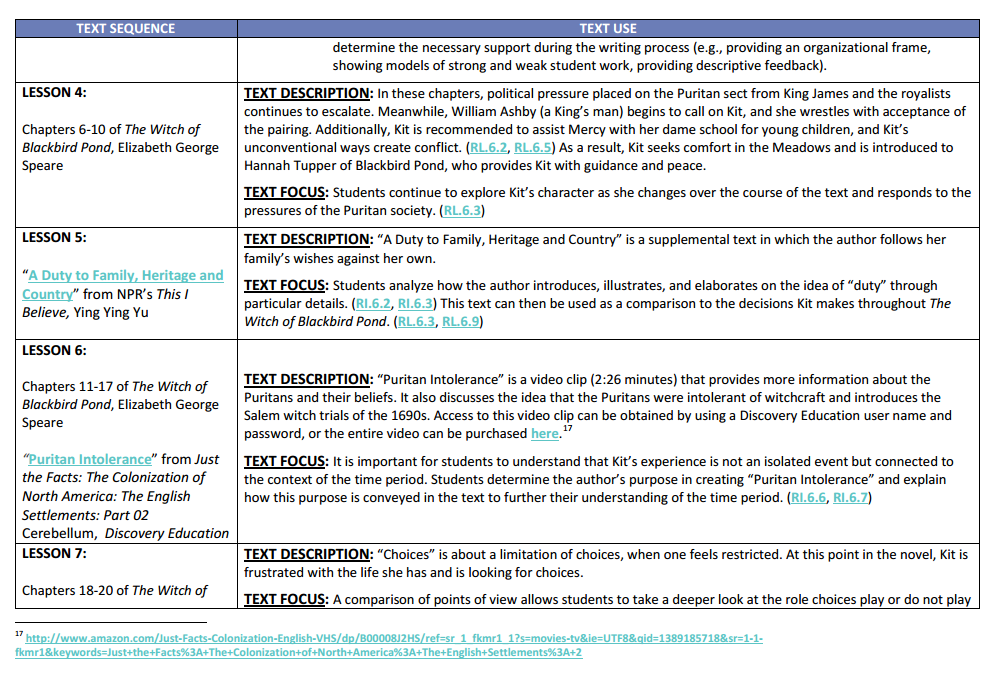 TEXT SEQUENCE
TEXT USE
determine the necessary support during the writing process (e.g., providing an organizational frame,
showing models of strong and weak student work, providing descriptive feedback).
LESSON 4:
Chapters 6-10 of The Witch of
Blackbird Pond, Elizabeth George
Speare
TEXT DESCRIPTION: In these chapters, political pressure placed on the Puritan sect from King James and the royalists
continues to escalate. Meanwhile, William Ashby (a King's man) begins to call on Kit, and she wrestles with acceptance of
the pairing. Additionally, Kit is recommended to assist Mercy with her dame school for young children, and Kit's
unconventional ways create conflict. (RL.6.2, RL.6.5) As a result, Kit seeks comfort in the Meadows and is introduced to
Hannah Tupper of Blackbird Pond, who provides Kit with guidance and peace.
TEXT FOCUS: Students continue to explore Kit's character as she changes over the course of the text and responds to the
pressures of the Puritan society. (RL.6.3)
LESSON 5:
“A Duty to Family, Heritage and
Country” from NPR's This I
Believe, Ying Ying Yu
TEXT DESCRIPTION: “A Duty to Family, Heritage and Country” is a supplemental text in which the author follows her
family's wishes against her own.
TEXT FOCUS: Students analyze how the author introduces, illustrates, and elaborates on the idea of “duty” through
particular details. (RI.6.2, RI.6.3) This text can then be used as a comparison to the decisions Kit makes throughout The
Witch of Blackbird Pond. (RL.6.3, RL.6.9)
LESSON 6:
Chapters 11-17 of The Witch of
Blackbird Pond, Elizabeth George
Speare
“Puritan Intolerance” from Just
the Facts: The Colonization of
North America: The English
Settlements: Part 02
Cerebellum, Discovery Education
TEXT DESCRIPTION: “Puritan Intolerance” is a video clip (2:26 minutes) that provides more information about the
Puritans and their beliefs. It also discusses the idea that the Puritans were intolerant of witchcraft and introduces the
Salem witch trials of the 1690s. Access to this video clip can be obtained by using a Discovery Education user name and
password, or the entire video can be purchased here.17
TEXT FOCUS: It is important for students to understand that Kit's experience is not an isolated event but connected to
the context of the time period. Students determine the author's purpose in creating “Puritan Intolerance” and explain
how this purpose is conveyed in the text to further their understanding of the time period. (RI.6.6, RI.6.7)
LESSON 7:
Chapters 18-20 of The Witch of
TEXT DESCRIPTION: “Choices” is about a limitation of choices, when one feels restricted. At this point in the novel, Kit is
frustrated with the life she has and is looking for choices.
TEXT FOCUS: A comparison of points of view allows students to take a deeper look at the role choices play or do not play
17 http://www.amazon.com/Just-Facts-Colonization-English-VHS/dp/B00008J2HS/ref=sr_1_fkmr1_1?s=movies-tv&ie=UTF8&qid=1389185718&sr=1-1-
fkmr1&keywords=Just+the+Facts%3A+The+Colonization+of+North+America%3A+The+English+Settlements%3A+2